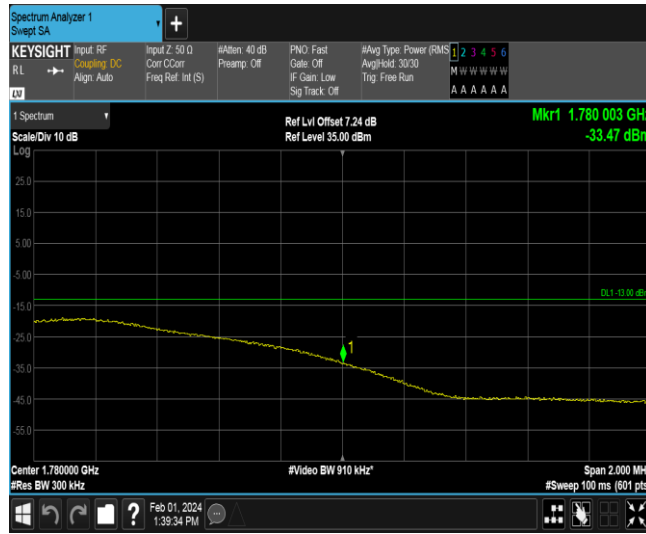 Spectrum Analyzer 1
Swept SA
+
KEYSIGHT Input: RF Input Z: 50 Ω #Atten: 40 dB PNO: Fast #Avg Type: Power (RMS 1 2 3 4 5 6
RL Coupling: DC Corr CCorr Preamp: Off Gate: Off Avg|Hold: 30/30 M W W W W W
Align: Auto Freq Ref: Int (S) IF Gain: Low Trig: Free Run
Sig Track: Off A A A A A A
LXI
1 Spectrum Ref Lvl Offset 7.24 dB Mkr1 1.780 003 GHz
Scale/Div 10 dB Ref Level 35.00 dBm -33.47 dBm
Log
25.0
15.0
5.00
-5.00
DL1 -13.00 dBm
-15.0
-25.0
1
-35.0
-45.0
-55.0
Center 1.780000 GHz #Video BW 910 kHz* Span 2.000 MH
#Res BW 300 kHz #Sweep 100 ms (601 pts
? Feb 01, 2024
1:39:34 PM